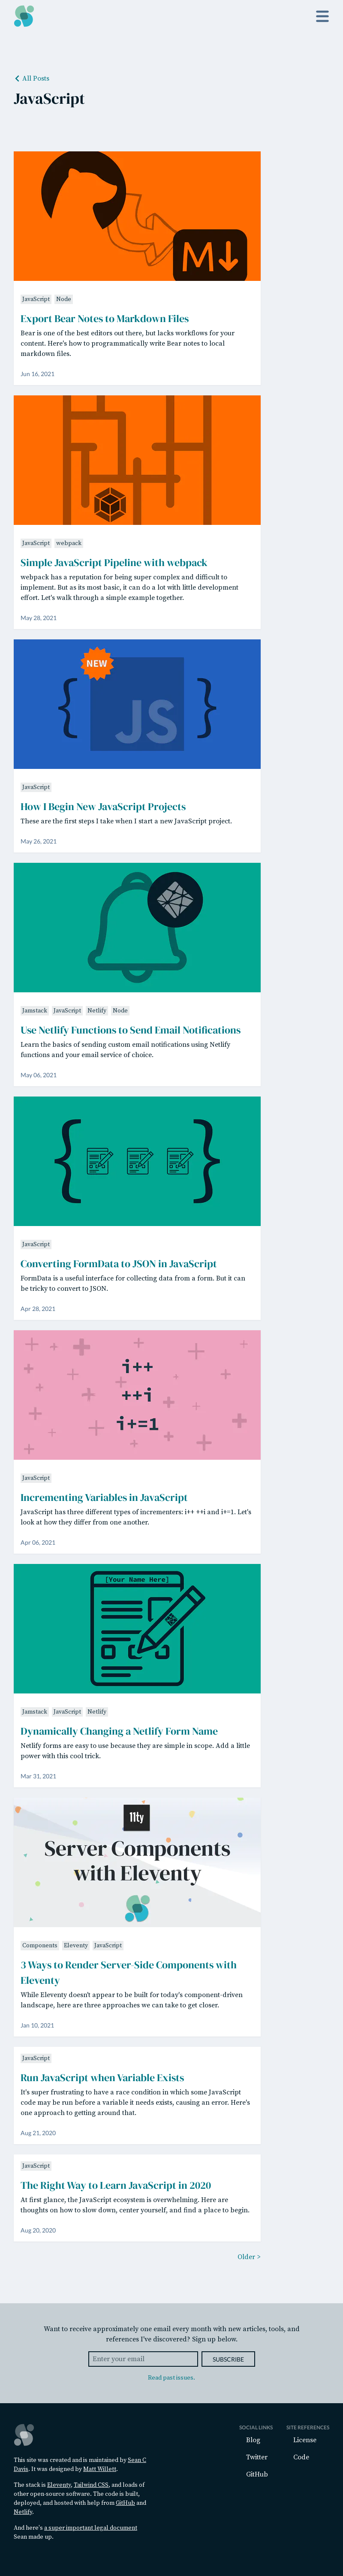 All Posts
JavaScript
M
JavaScript Node
Export Bear Notes to Markdown Files
Bear is one of the best editors out there, but lacks workflows for your
content. Here's how to programmatically write Bear notes to local
markdown files.
Jun 16, 2021
JavaScript webpack
Simple JavaScript Pipeline with webpack
webpack has a reputation for being super complex and difficult to
implement. But as its most basic, it can do a lot with little development
effort. Let's walk through a simple example together.
May 28, 2021
NEW
{ JS }
JavaScript
How I Begin New JavaScript Projects
These are the first steps I take when I start a new JavaScript project.
May 26, 2021
Jamstack JavaScript Netlify Node
Use Netlify Functions to Send Email Notifications
Learn the basics of sending custom email notifications using Netlify
functions and your email service of choice.
May 06, 2021
{ }
JavaScript
Converting FormData to JSON in JavaScript
FormData is a useful interface for collecting data from a form. But it can
be tricky to convert to JSON.
Apr 28, 2021
i++
++i
i+=1
JavaScript
Incrementing Variables in JavaScript
JavaScript has three different types of incrementers: i++ ++i and i+=1. Let's
look at how they differ from one another.
Apr 06, 2021
[Your Name Here]
Jamstack JavaScript Netlify
Dynamically Changing a Netlify Form Name
Netlify forms are easy to use because they are simple in scope. Add a little
power with this cool trick.
Mar 31, 2021
11ty
Server Components
with Eleventy
Components Eleventy JavaScript
3 Ways to Render Server-Side Components with
Eleventy
While Eleventy doesn't appear to be built for today's component-driven
landscape, here are three approaches we can take to get closer.
Jan 10, 2021
JavaScript
Run JavaScript when Variable Exists
It's super frustrating to have a race condition in which some JavaScript
code may be run before a variable it needs exists, causing an error. Here's
one approach to getting around that.
Aug 21, 2020
JavaScript
The Right Way to Learn JavaScript in 2020
At first glance, the JavaScript ecosystem is overwhelming. Here are
thoughts on how to slow down, center yourself, and find a place to begin.
Aug 20, 2020
Older >
Want to receive approximately one email every month with new articles, tools, and
references I've discovered? Sign up below.
Enter your email
SUBSCRIBE
Read past issues.
This site was created and is maintained by Sean C
Davis. It was designed by Matt Willett.
The stack is Eleventy, Tailwind CSS, and loads of
other open-source software. The code is built,
deployed, and hosted with help from GitHub and
Netlify.
And here's a super important legal document
Sean made up.
SOCIAL LINKS
Blog
Twitter
GitHub
SITE REFERENCES
License
Code